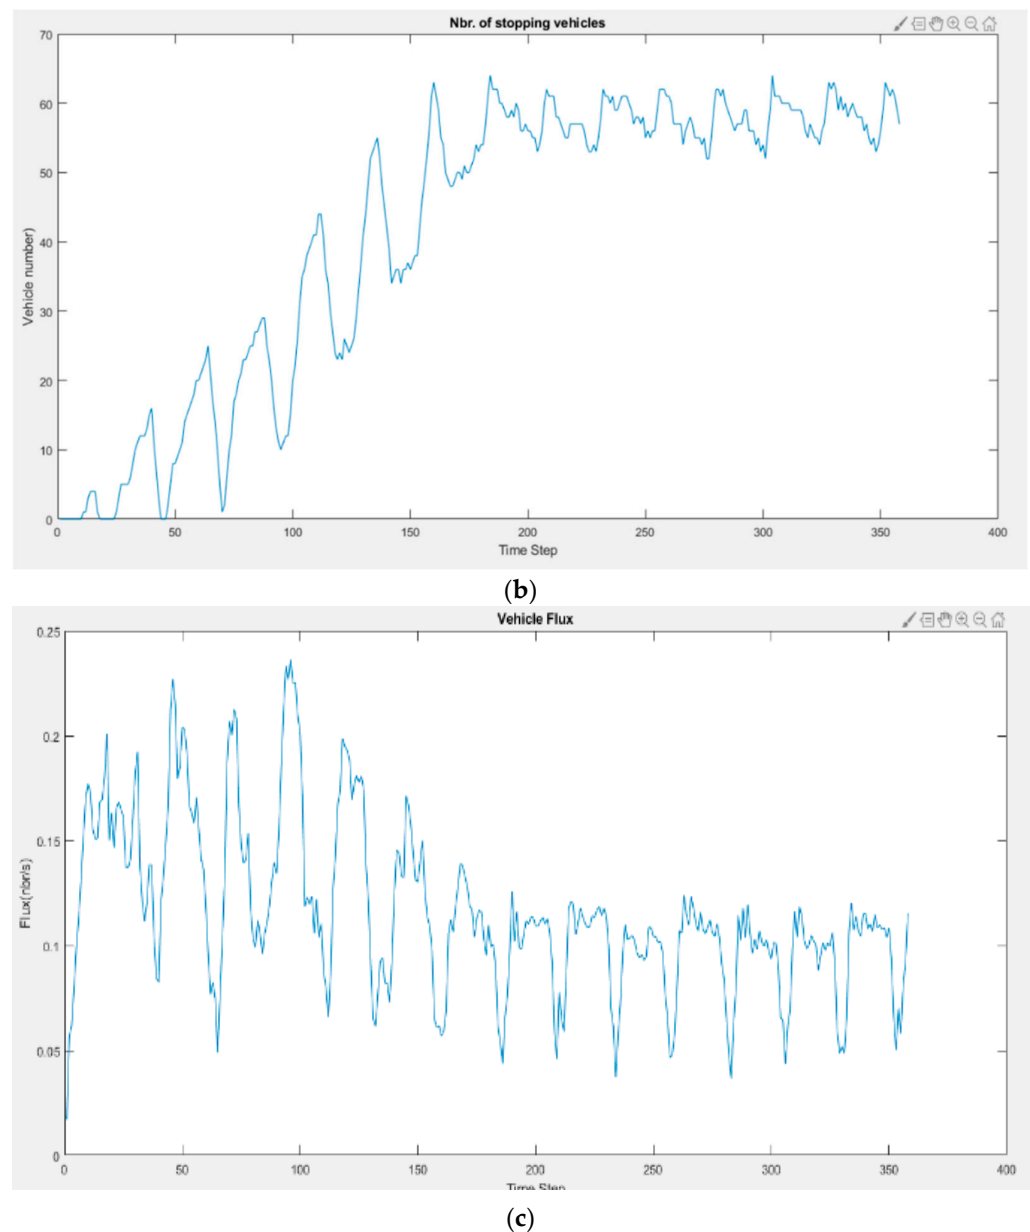 Nbr. of stopping vehicles
70
60
50
40
30
20
10
0
Vehicle number)
0 50 100 150 200 250 300 350 400
Time Step
(b)
Vehicle Flux
0.25
0.2
0.15
0.1
0.05
0
Flux(nbr/s)
0 50 100 150 200 250 300 350 400
Time Step
(c)